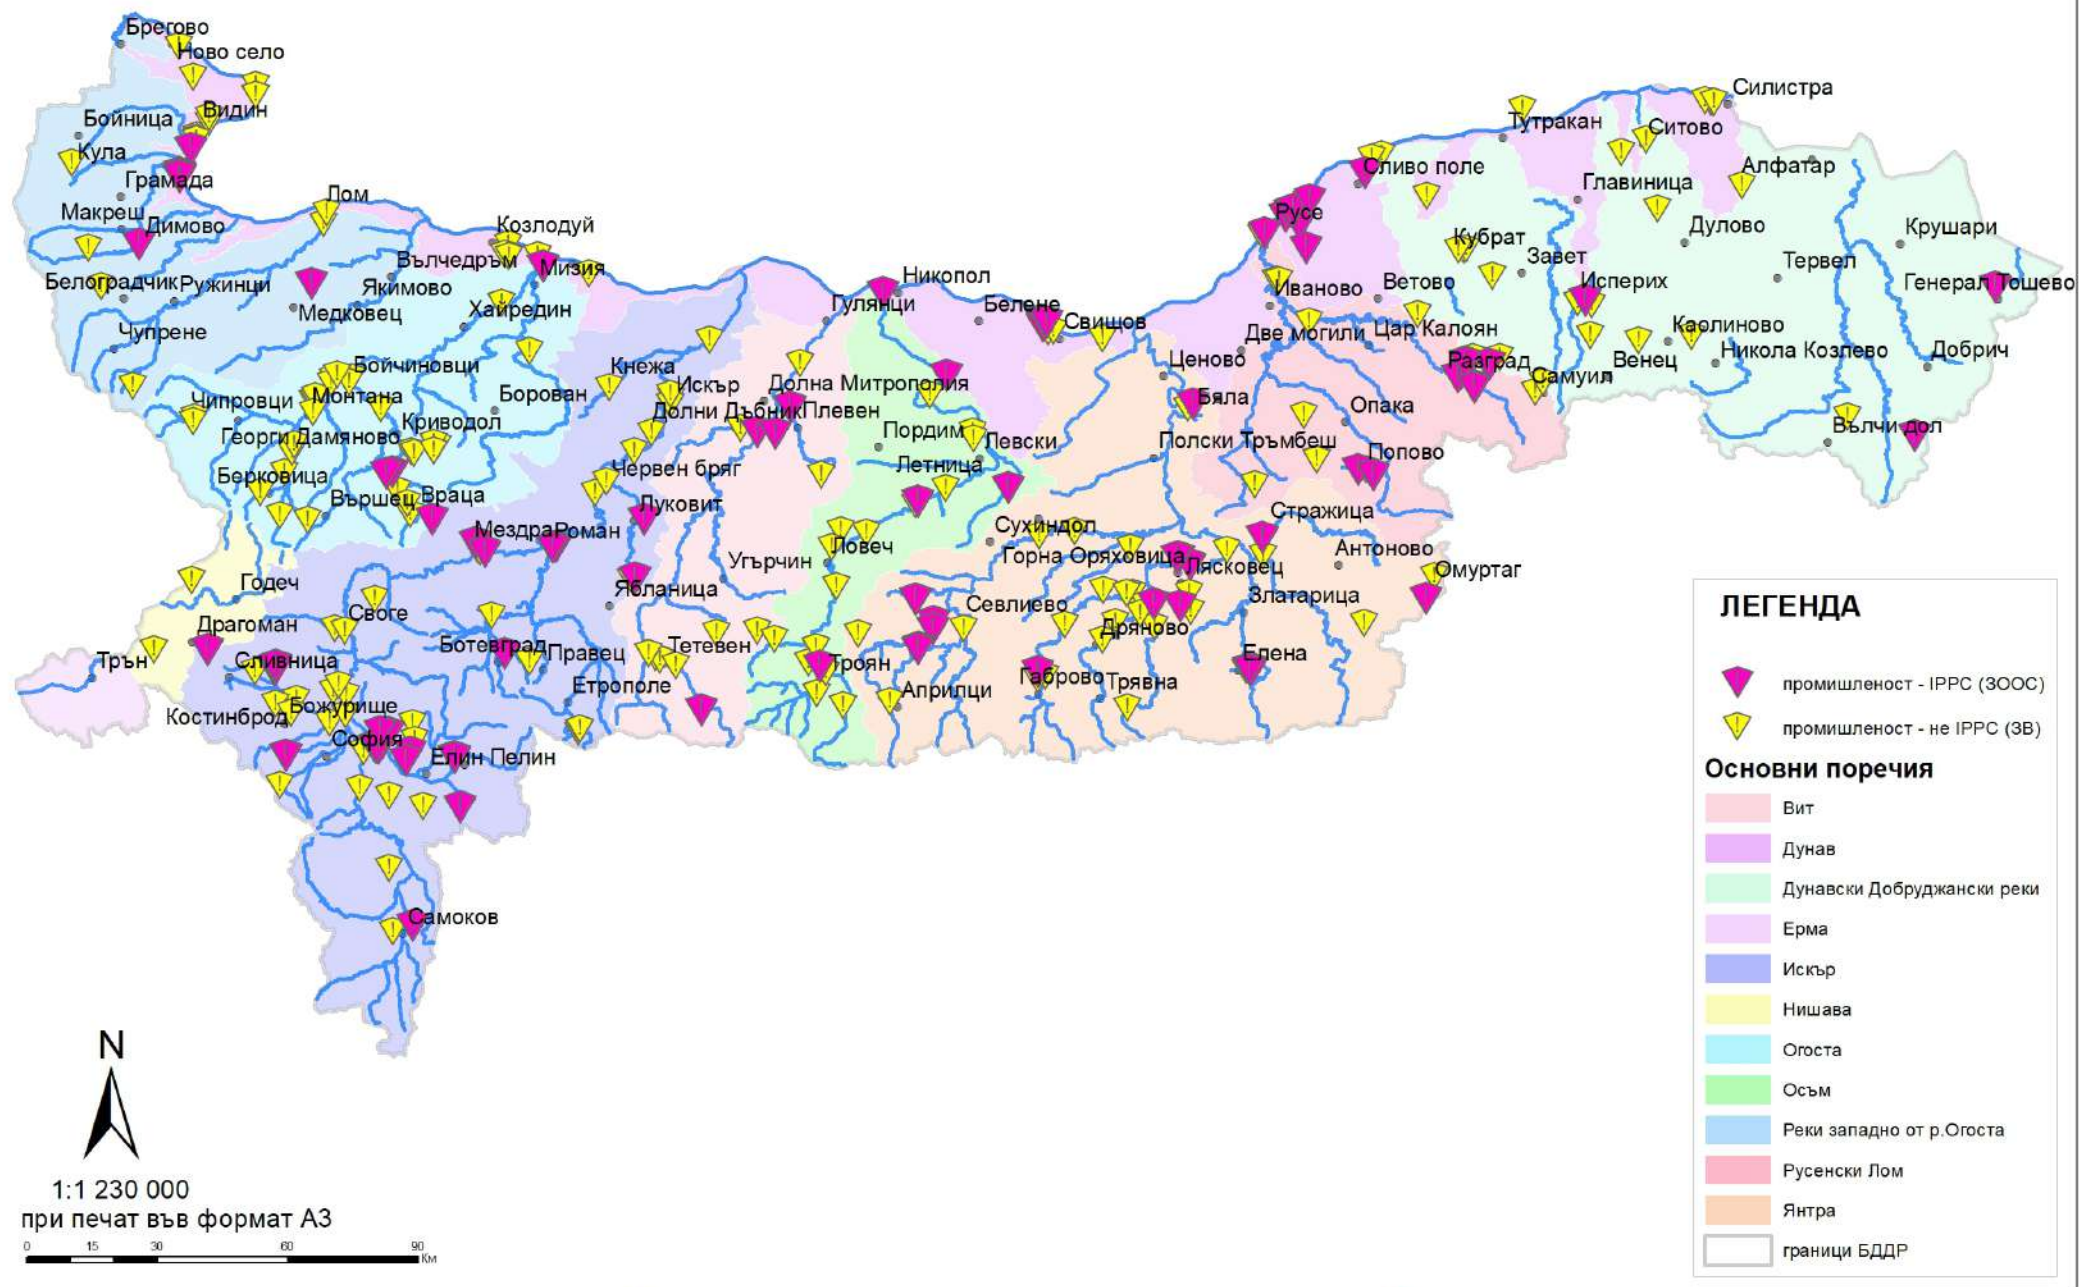 Брегово
Ново село
Видин
Бойница
Кула
Грамада
Макреш
Димово
Лом
Козлодуй
Вълчедръм
Мизия
Белоградчик
Ружинци
Якимово
Медковец
Хайредин
Чупрене
Никопол
Гулянци
Белене
Свищов
Силистра
Тутракан
Ситово
Сливо поле
Алфатар
Главиница
Русе
Дулово
Крушари
Кубрат
Завет
Тервел
Генерал Тошево
Исперих
Ветово
Иваново
Две могили
Цар Калоян
Каолиново
Никола Козлево
Венец
Добрич
Ценово
Разград
Самуил
Бойчиновци
Кнежа
Искър
Долна Митрополия
Чипровци
Монтана
Борован
Долни Дъбник
Плевен
Бяла
Опака
Криводол
Георги Дамяново
Пордим
Левски
Полски Тръмбеш
Вълчи дол
Попово
Летница
Берковица
Червен бряг
Вършец
Враца
Луковит
Стражица
Мездра
Роман
Сухиндол
Ловеч
Горна Оряховица
Лясковец
Антоново
Угърчин
Омуртаг
Годеч
Ябланица
Златарица
Севлиево
Своге
Драгоман
Дряново
Ботевград
Правец
Тетевен
Трън
Сливница
Троян
Елена
Етрополе
Априлци
Габрово
Трявна
Костинброд
Божурище
София
Елин Пелин
Самоков
ЛЕГЕНДА
промишленост - IPPC (ЗООС)
промишленост - не IPPC (ЗВ)
Основни поречия
Вит
Дунав
Дунавски Добруджански реки
Ерма
Искър
Нишава
Огоста
Осъм
Реки западно от р.Огоста
Русенски Лом
Янтра
граници БДДР
N
1:1 230 000
при печат във формат А3
0 15 30 60 90
Км